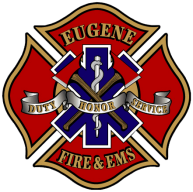 EUGENE
DUTY HONOR SERVICE
FIRE & EMS